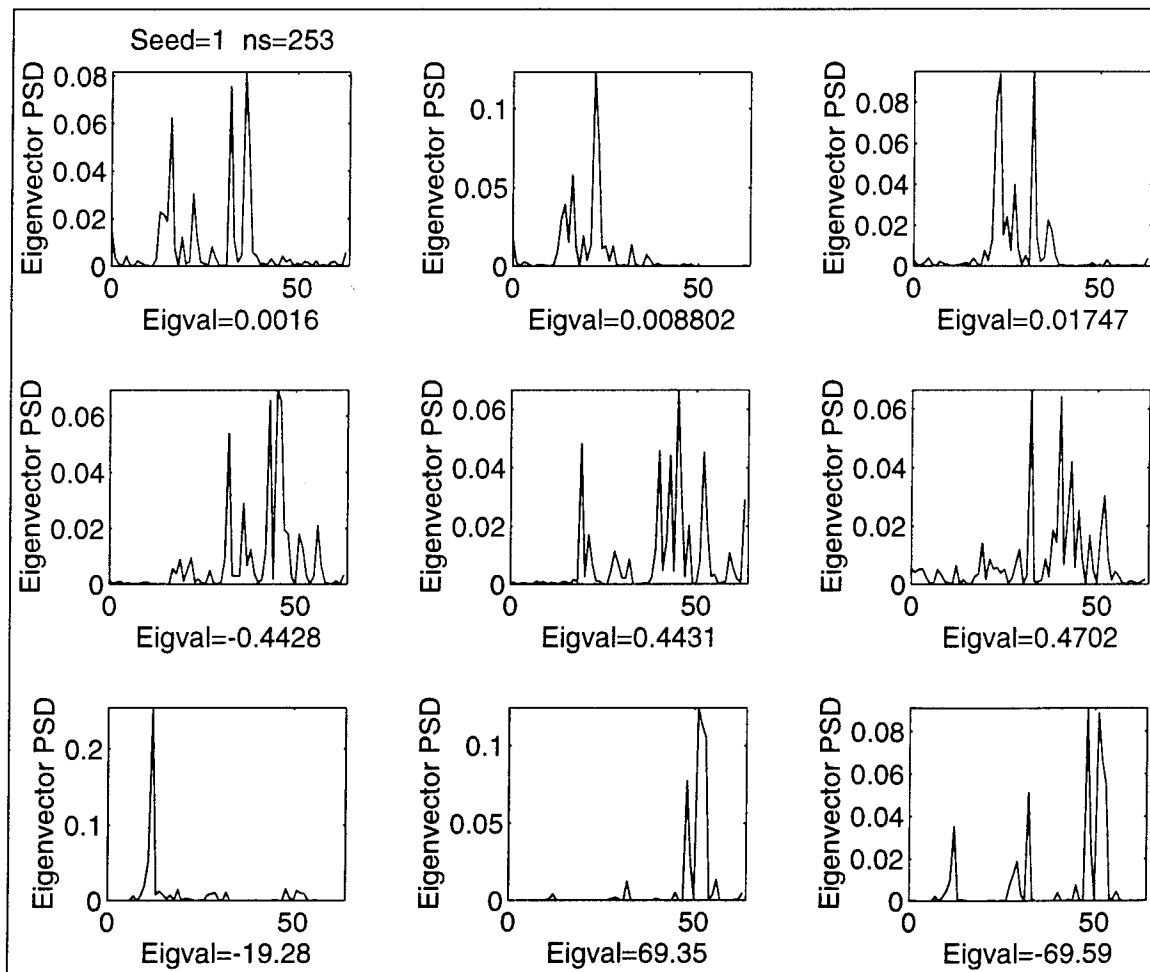 Seed=1 ns=253
Eigenvector PSD
0.08
0.06
0.04
0.02
0
0 50
Eigval=0.0016
Eigenvector PSD
0.1
0.05
0
0 50
Eigval=0.008802
Eigenvector PSD
0.08
0.06
0.04
0.02
0
0 50
Eigval=0.01747
Eigenvector PSD
0.06
0.04
0.02
0
0 50
Eigval=-0.4428
Eigenvector PSD
0.06
0.04
0.02
0
0 50
Eigval=0.4431
Eigenvector PSD
0.06
0.04
0.02
0
0 50
Eigval=0.4702
Eigenvector PSD
0.2
0.1
0
0 50
Eigval=-19.28
Eigenvector PSD
0.1
0.05
0
0 50
Eigval=69.35
Eigenvector PSD
0.08
0.06
0.04
0.02
0
0 50
Eigval=-69.59